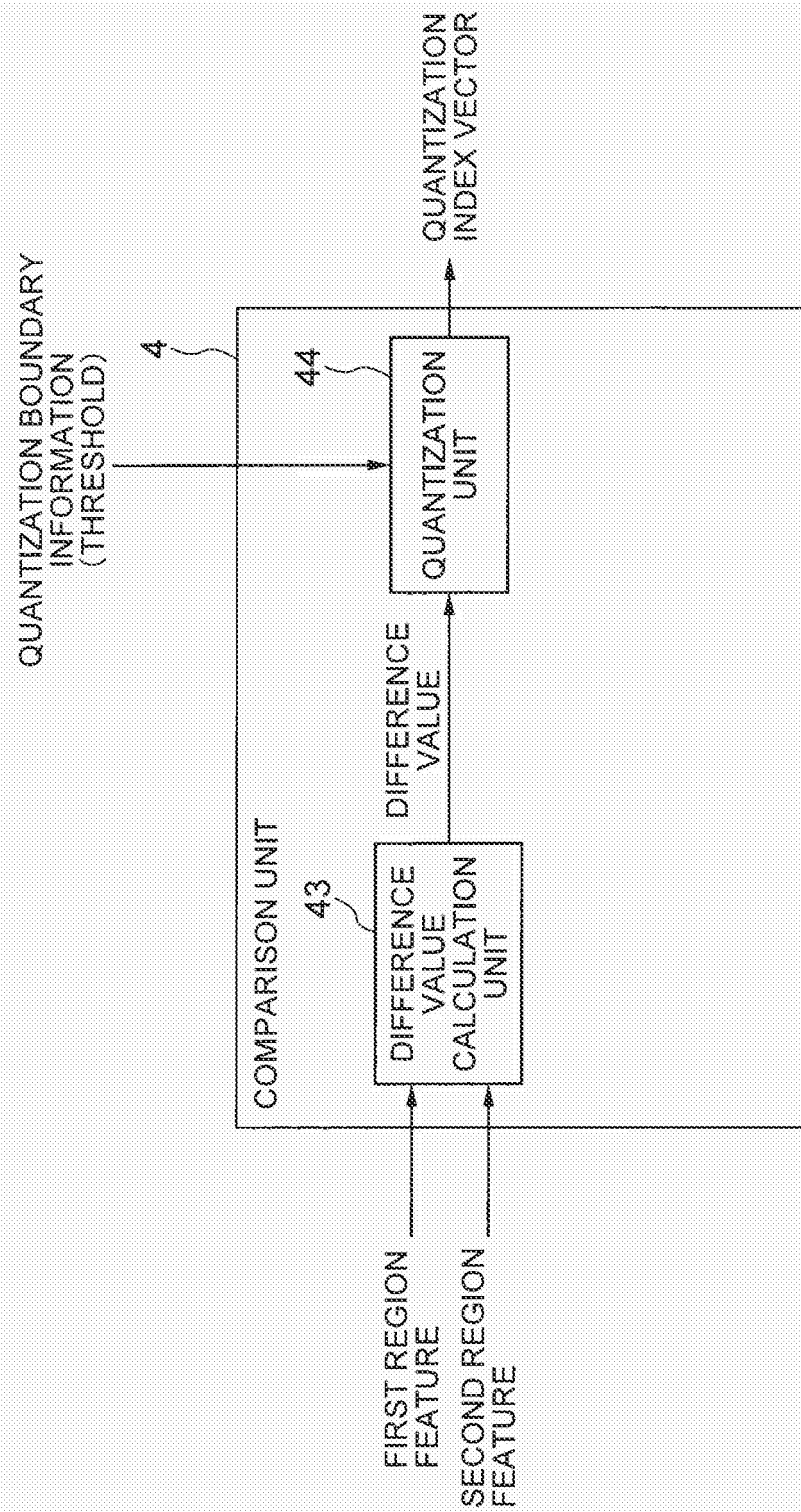 QUANTIZATION BOUNDARY
INFORMATION
(THRESHOLD)
4
COMPARISON UNIT
43
44
FIRST REGION
FEATURE
SECOND REGION
FEATURE
DIFFERENCE
VALUE
CALCULATION
UNIT
DIFFERENCE
VALUE
QUANTIZATION
UNIT
QUANTIZATION
INDEX VECTOR